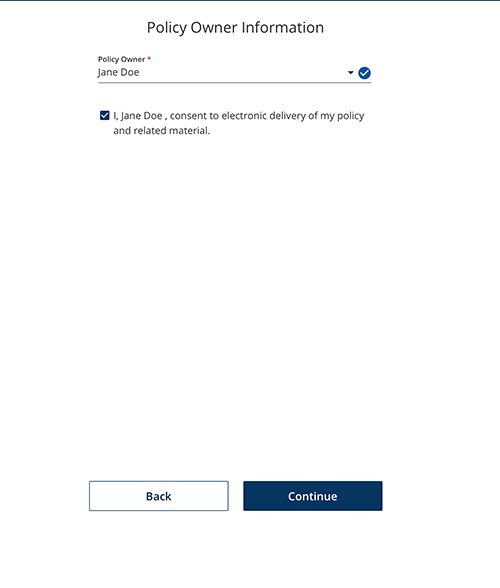 Policy Owner Information
Policy Owner *
Jane Doe
I, Jane Doe , consent to electronic delivery of my policy
and related material.
Back
Continue